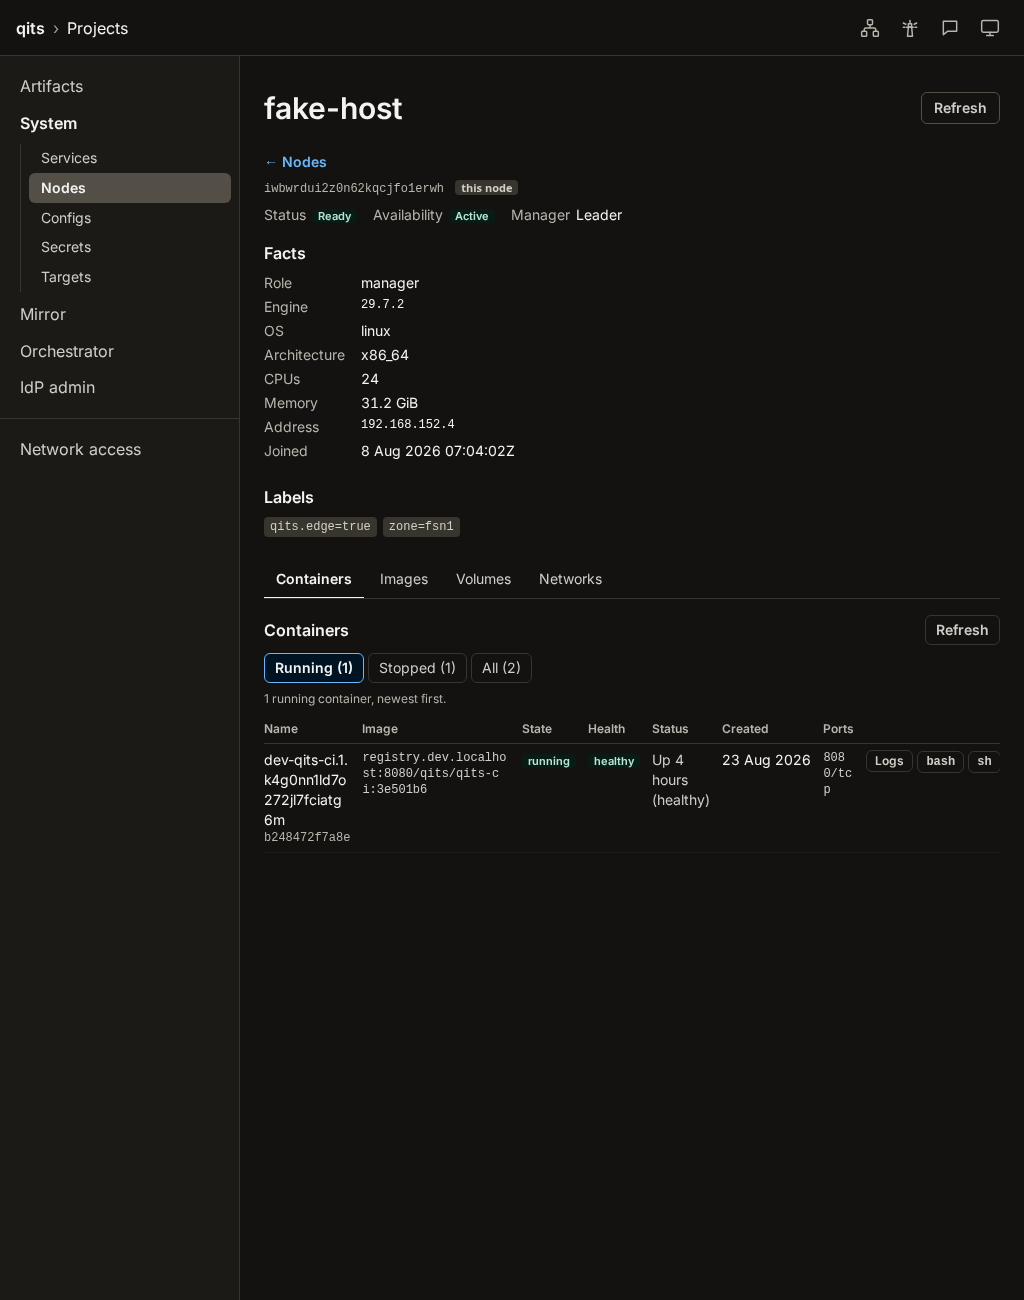 qits › Projects
Artifacts
System
Services
Nodes
Configs
Secrets
Targets
Mirror
Orchestrator
IdP admin
Network access
fake-host
Refresh
← Nodes
iwbwrdui2z0n62kqcjfo1erwh this node
Status Ready Availability Active Manager Leader
Facts
Role manager
Engine 29.7.2
OS linux
Architecture x86_64
CPUs 24
Memory 31.2 GiB
Address 192.168.152.4
Joined 8 Aug 2026 07:04:02Z
Labels
qits.edge=true zone=fsn1
Containers Images Volumes Networks
Containers
Refresh
Running (1) Stopped (1) All (2)
1 running container, newest first.
Name Image State Health Status Created Ports
dev-qits-ci.1.
k4g0nn1ld7o
272jl7fciatg
6m
b248472f7a8e
registry.dev.localho
st:8080/qits/qits-c
i:3e501b6
running
healthy
Up 4
hours
(healthy)
23 Aug 2026
808
0/tc
p
Logs bash sh